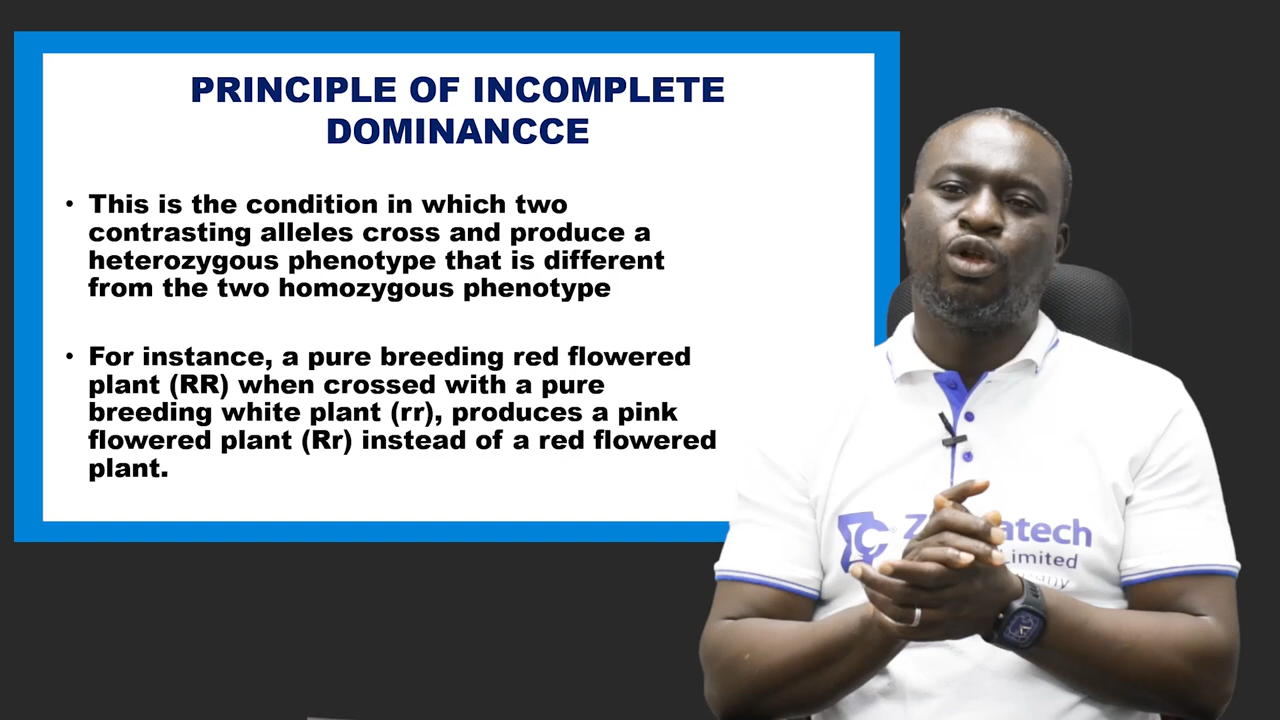 PRINCIPLE OF INCOMPLETE
DOMINANCCE
• This is the condition in which two
contrasting alleles cross and produce a
heterozygous phenotype that is different
from the two homozygous phenotype
• For instance, a pure breeding red flowered
plant (RR) when crossed with a pure
breeding white plant (rr), produces a pink
flowered plant (Rr) instead of a red flowered
plant.
Limited